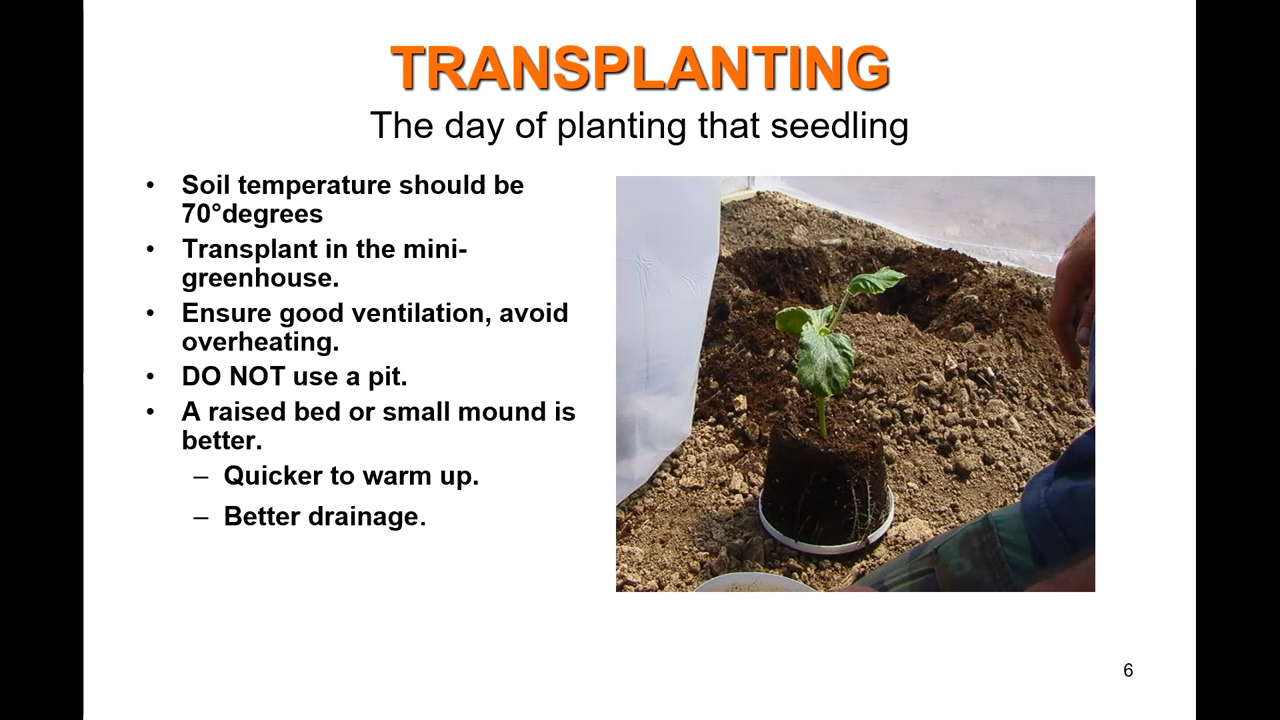 TRANSPLANTING
The day of planting that seedling
• Soil temperature should be
70°degrees
• Transplant in the mini-
greenhouse.
• Ensure good ventilation, avoid
overheating.
• DO NOT use a pit.
• A raised bed or small mound is
better.
– Quicker to warm up.
– Better drainage.
6